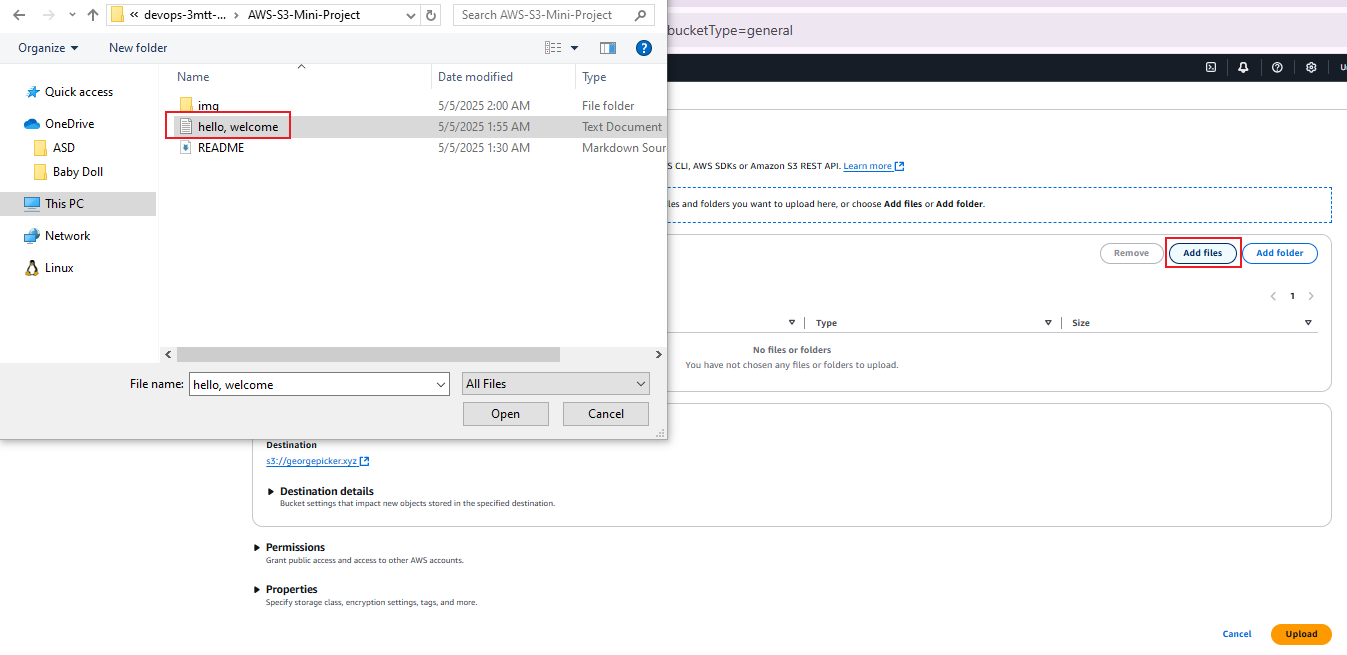 « devops-3mtt-... › AWS-S3-Mini-Project
Search AWS-S3-Mini-Project
Organize
New folder
?
Quick access
OneDrive
ASD
Baby Doll
This PC
Network
Linux
Name
Date modified
Type
img
5/5/2025 2:00 AM
File folder
hello, welcome
5/5/2025 1:55 AM
Text Document
README
5/5/2025 1:30 AM
Markdown Sour
File name:
hello, welcome
All Files
Open
Cancel
bucketType=general
S CLI, AWS SDKs or Amazon S3 REST API. Learn more
les and folders you want to upload here, or choose Add files or Add folder.
Remove
Add files
Add folder
1
Type
Size
No files or folders
You have not chosen any files or folders to upload.
Destination
s3://georgepicker.xyz
Destination details
Bucket settings that impact new objects stored in the specified destination.
Permissions
Grant public access and access to other AWS accounts.
Properties
Specify storage class, encryption settings, tags, and more.
Cancel
Upload